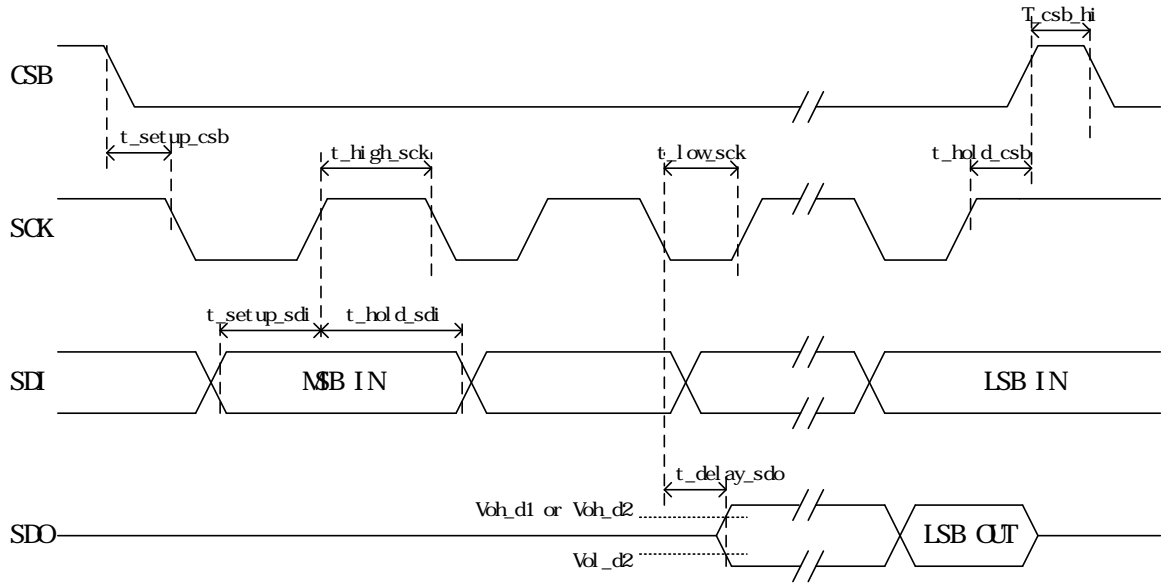 T_csb_hi
CSB
t_setup_csb
t_high_sck
t_low_sck
t_hold_csb
SCK
t_setup_sdi
t_hold_sdi
SDI
MSB IN
LSB IN
t_delay_sdo
Voh_d1 or Voh_d2
SDO
LSB OUT
Vol_d2